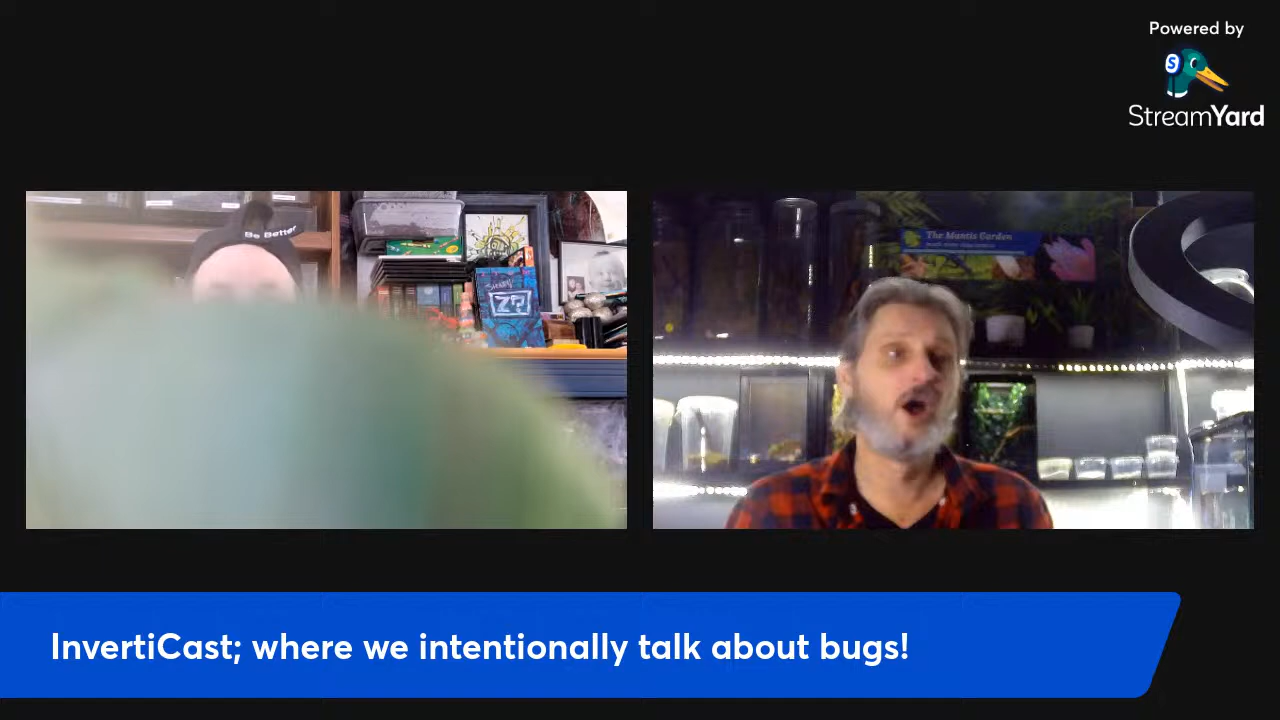 Powered by
S
StreamYard
Be Better
The Mantis Garden
InvertiCast; where we intentionally talk about bugs!